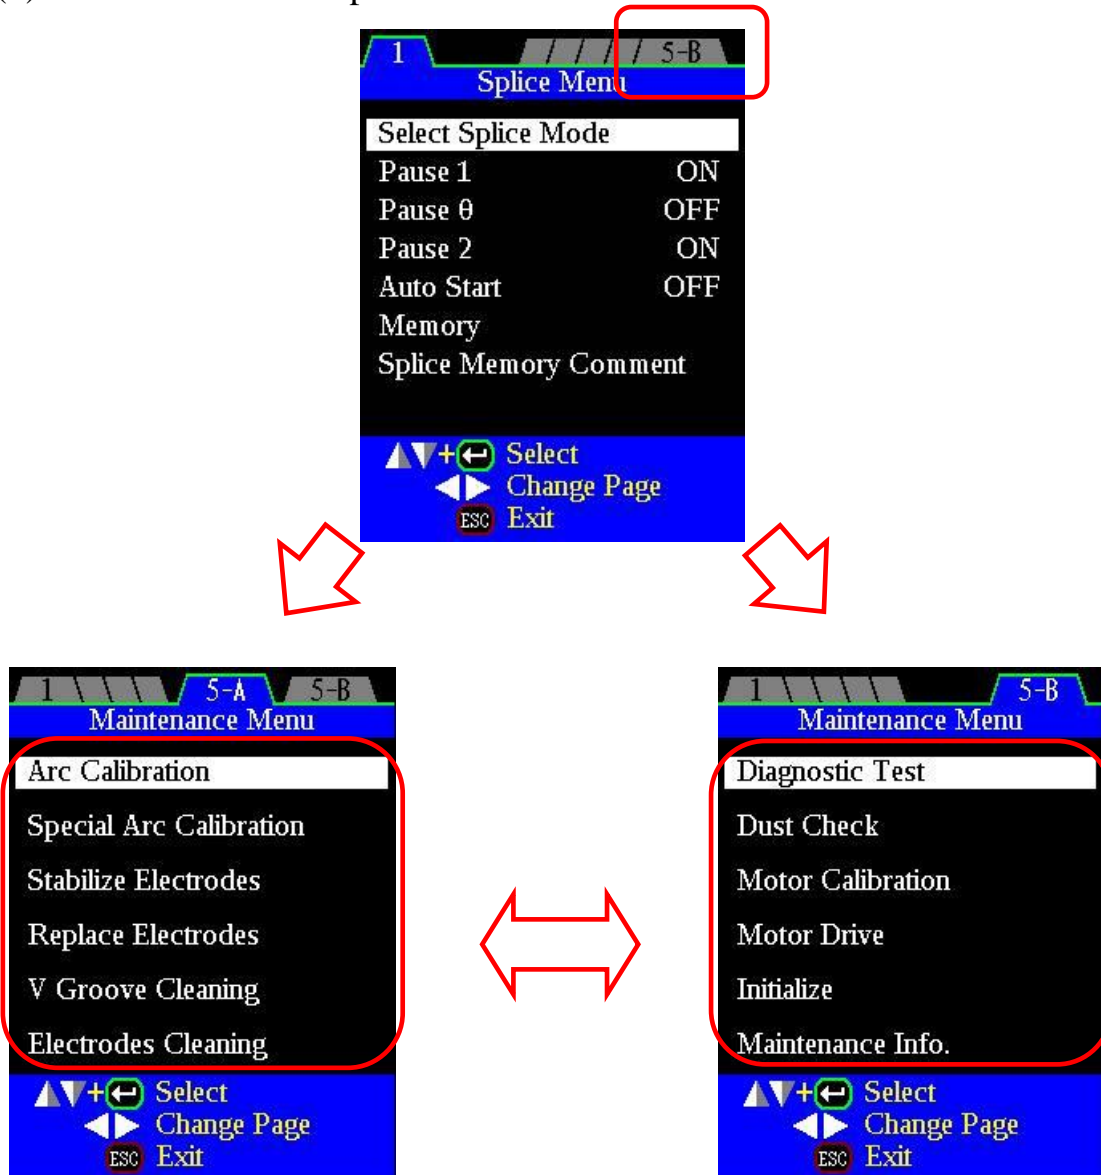 1 5-B
Splice Menu
Select Splice Mode
Pause 1 ON
Pause θ OFF
Pause 2 ON
Auto Start OFF
Memory
Splice Memory Comment
+ Select
Change Page
ESC Exit
1 5-A 5-B
Maintenance Menu
Arc Calibration
Special Arc Calibration
Stabilize Electrodes
Replace Electrodes
V Groove Cleaning
Electrodes Cleaning
+ Select
Change Page
ESC Exit
1 5-B
Maintenance Menu
Diagnostic Test
Dust Check
Motor Calibration
Motor Drive
Initialize
Maintenance Info.
+ Select
Change Page
ESC Exit